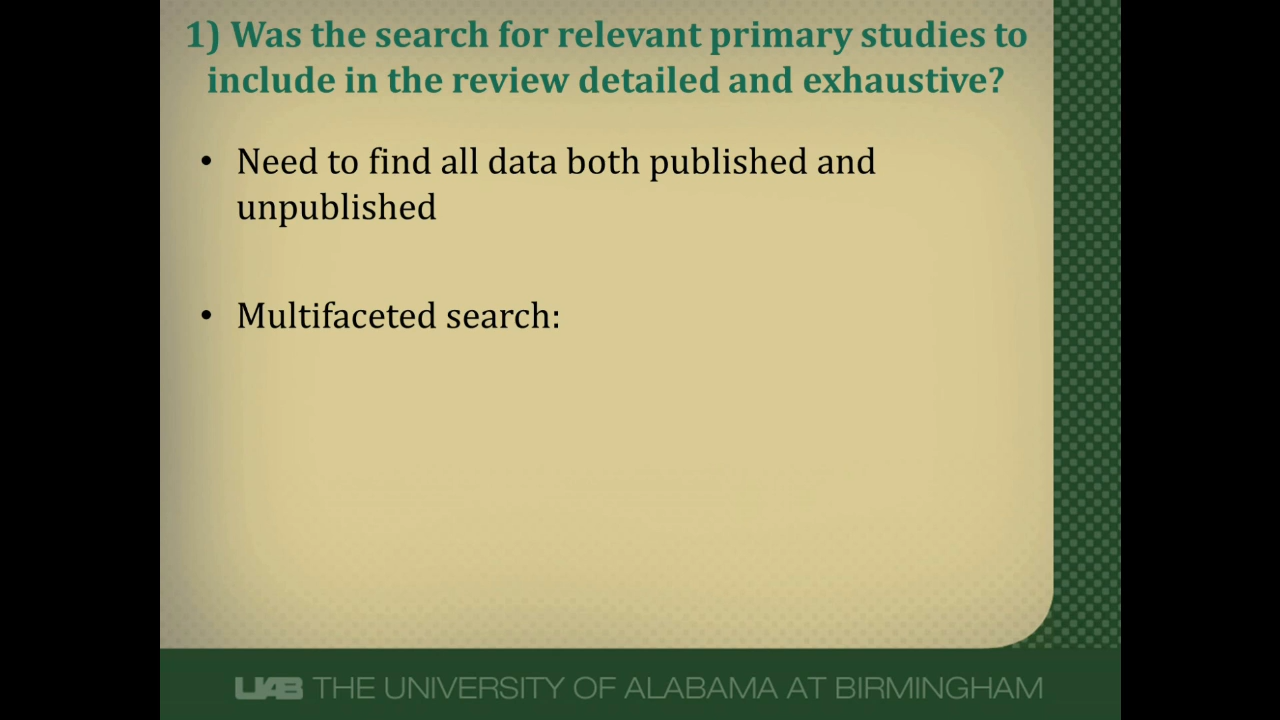 1) Was the search for relevant primary studies to
include in the review detailed and exhaustive?
• Need to find all data both published and
unpublished
• Multifaceted search:
UAB THE UNIVERSITY OF ALABAMA AT BIRMINGHAM